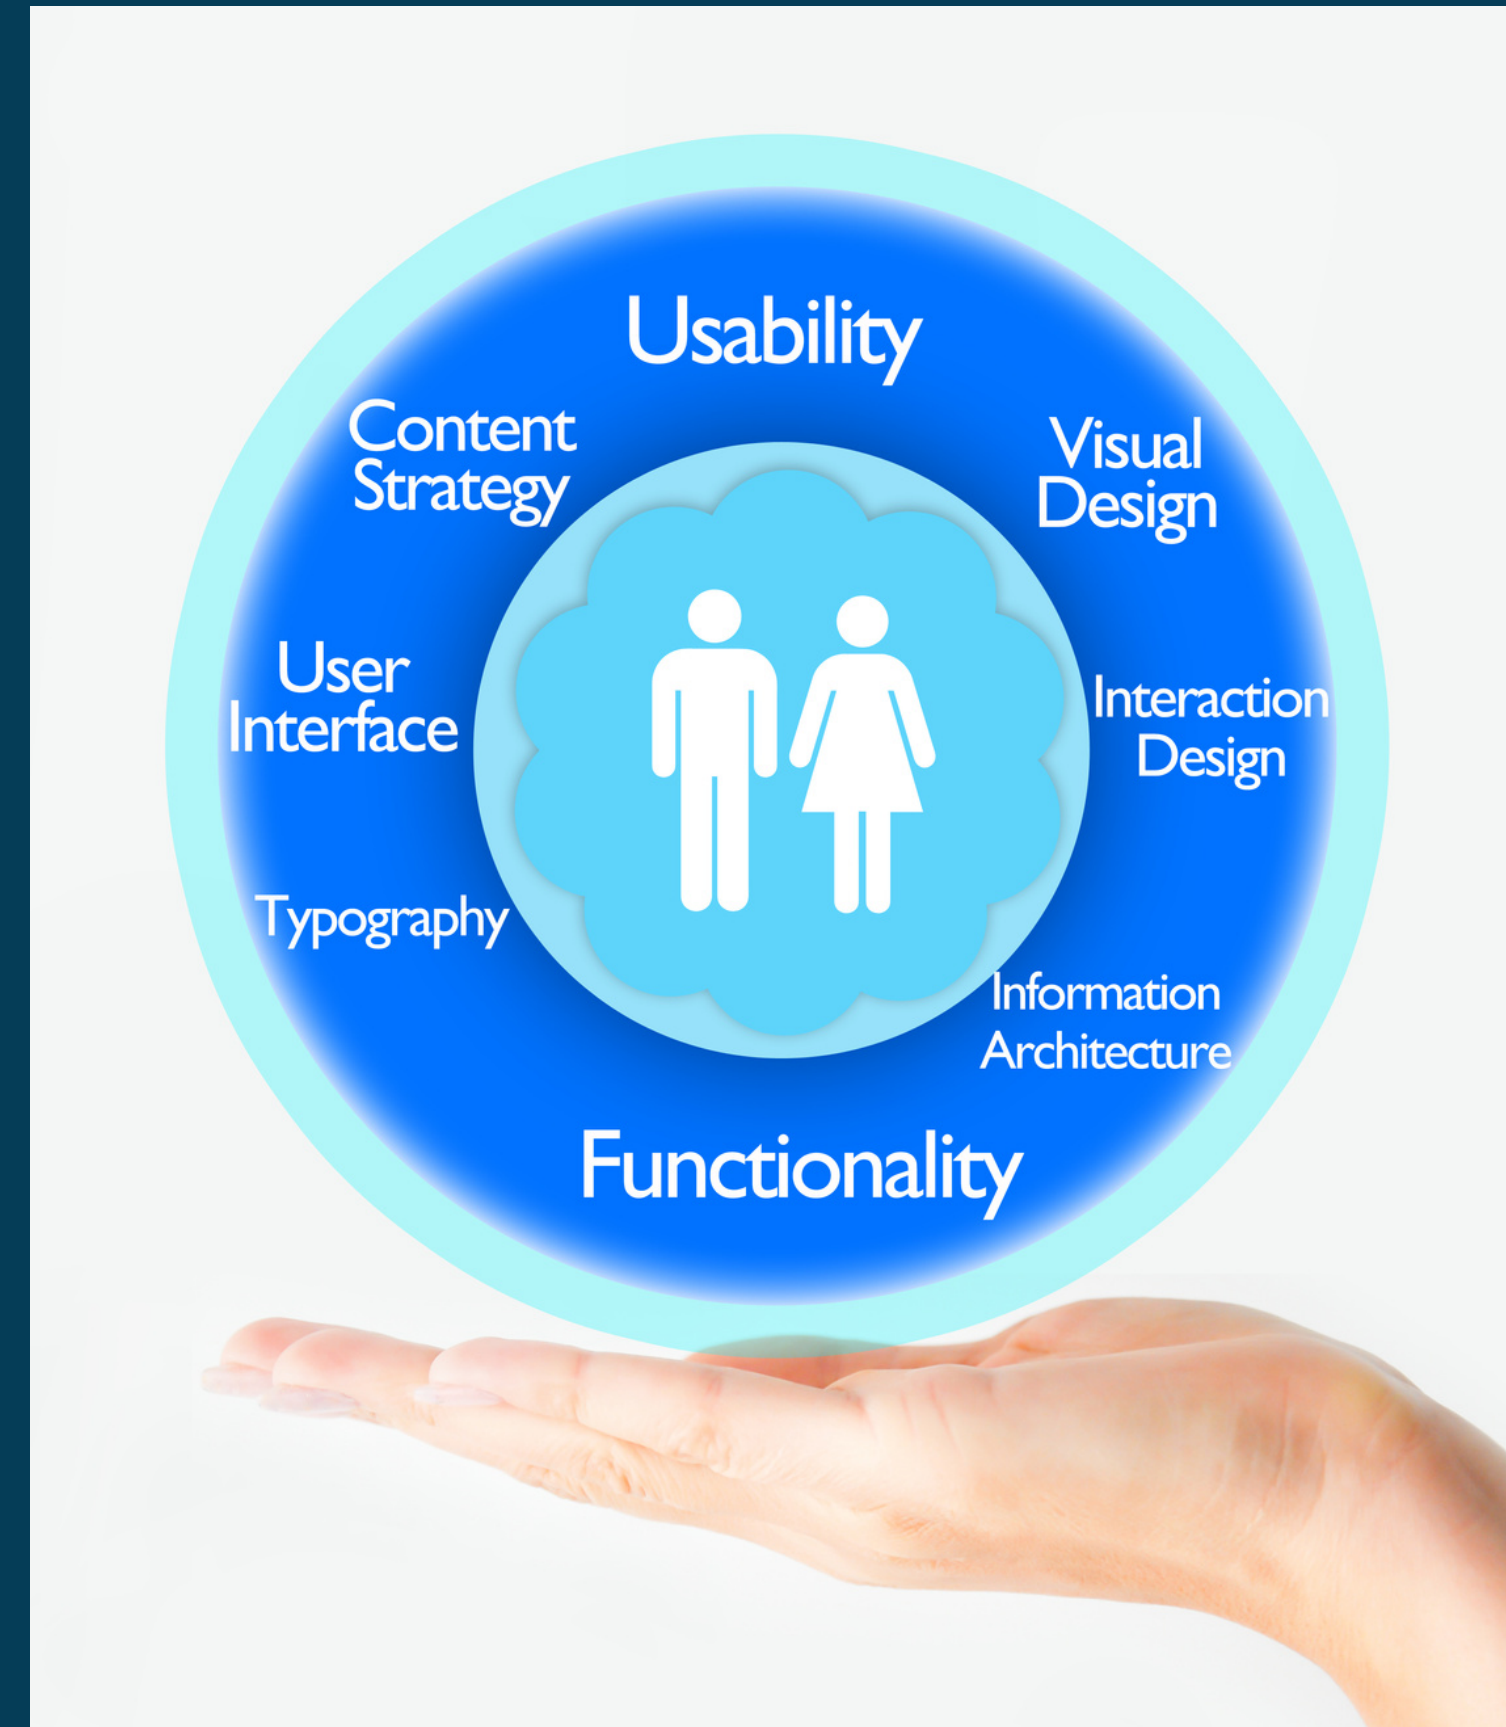 Usability
Content
Strategy
Visual
Design
User
Interface
Interaction
Design
Typography
Information
Architecture
Functionality